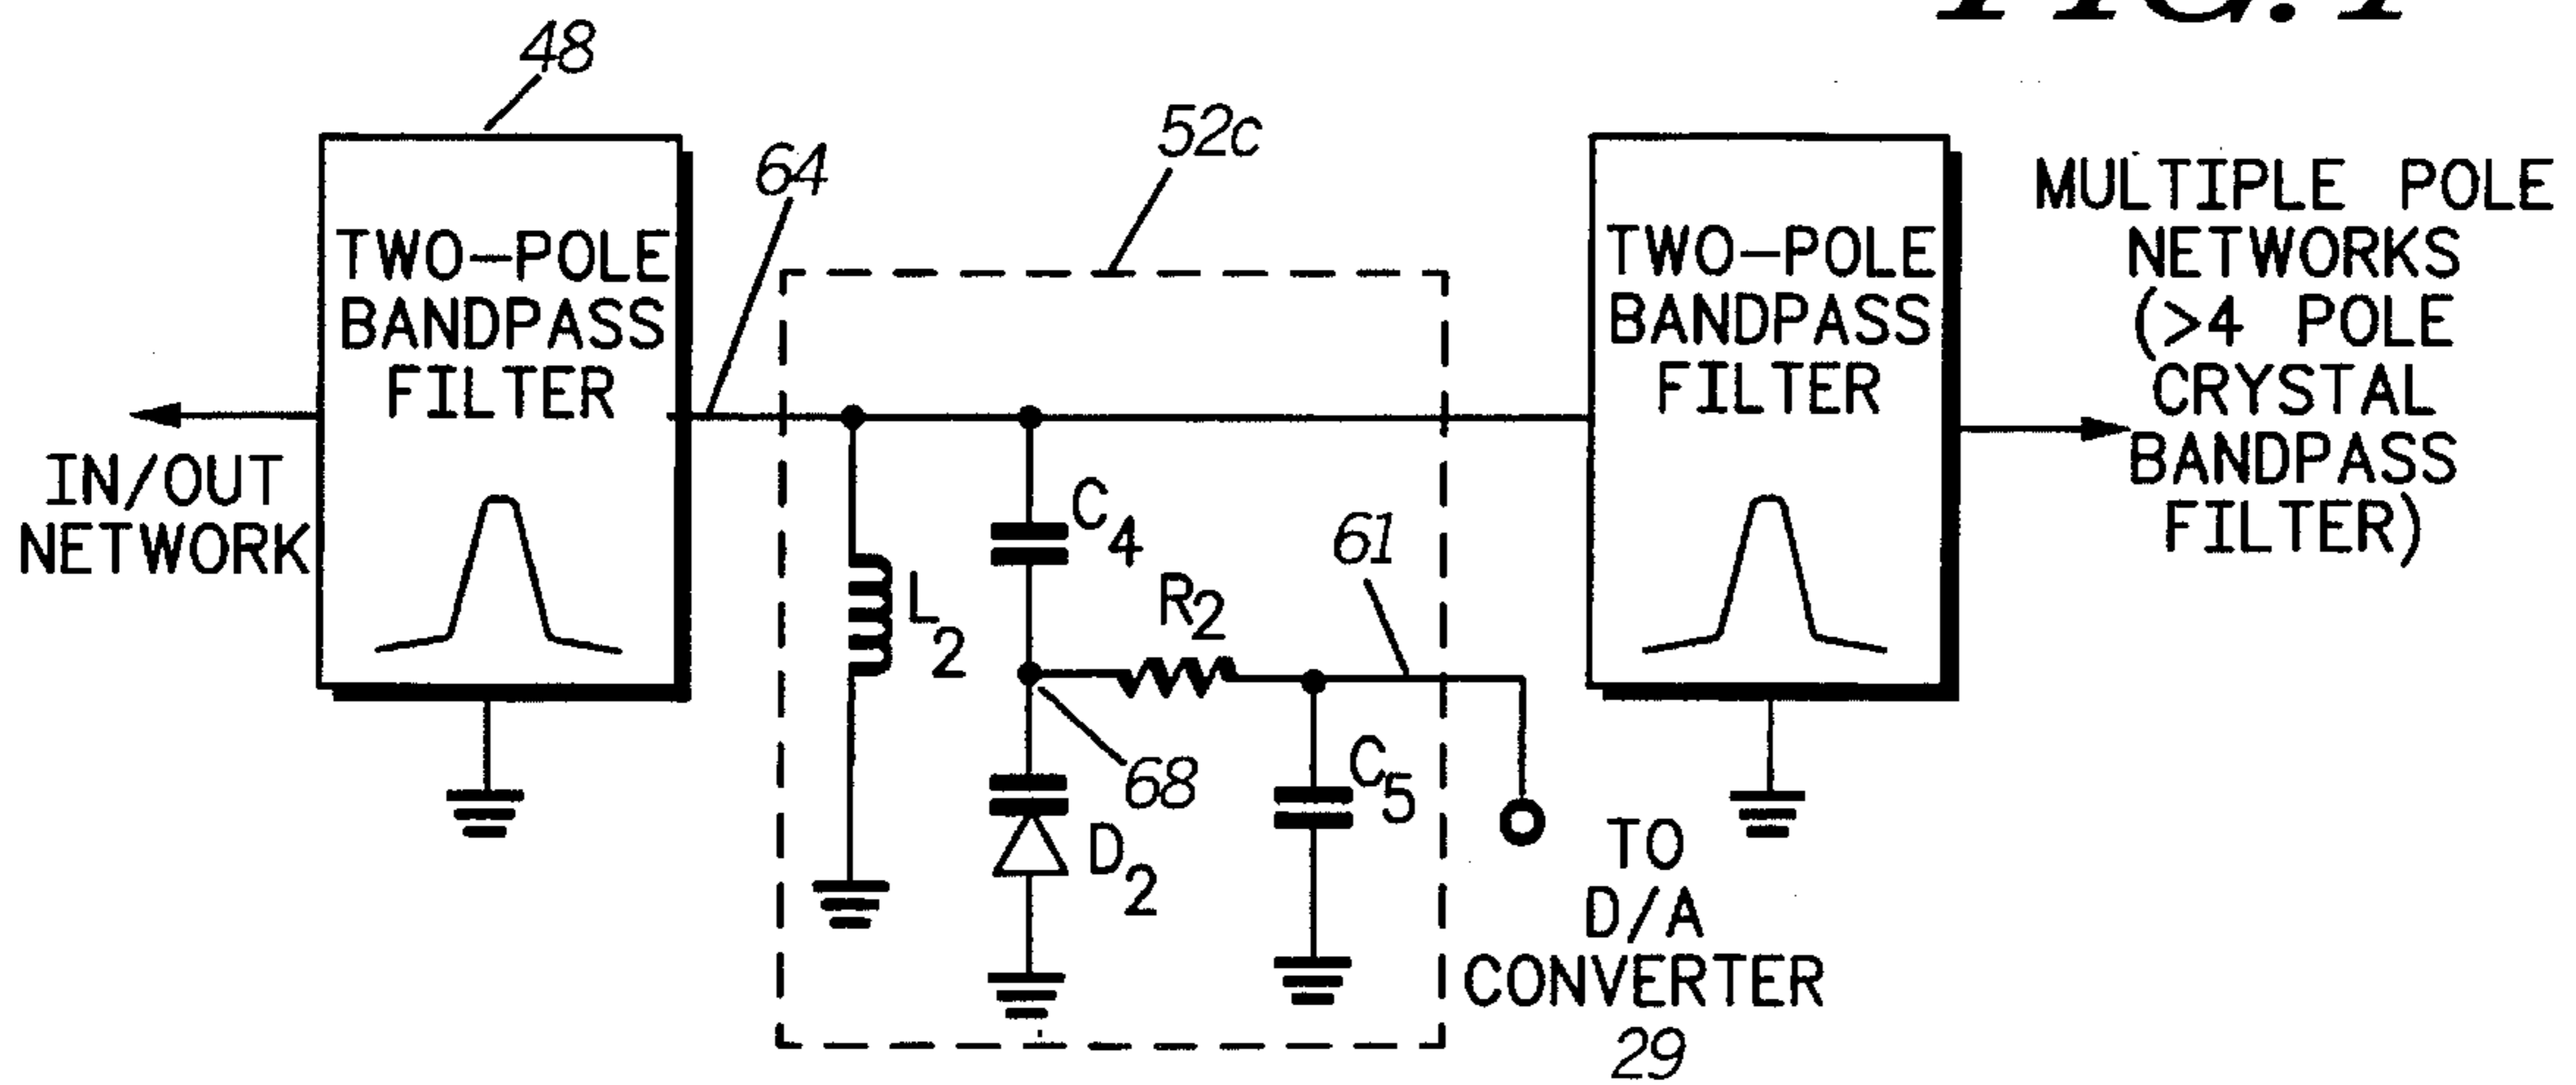 48
52c
64
TWO-POLE
BANDPASS
FILTER
TWO-POLE
BANDPASS
FILTER
MULTIPLE POLE
NETWORKS
(>4 POLE
CRYSTAL
BANDPASS
FILTER)
IN/OUT
NETWORK
C4
61
L2
R2
68
C5
D2
TO
D/A
CONVERTER
29